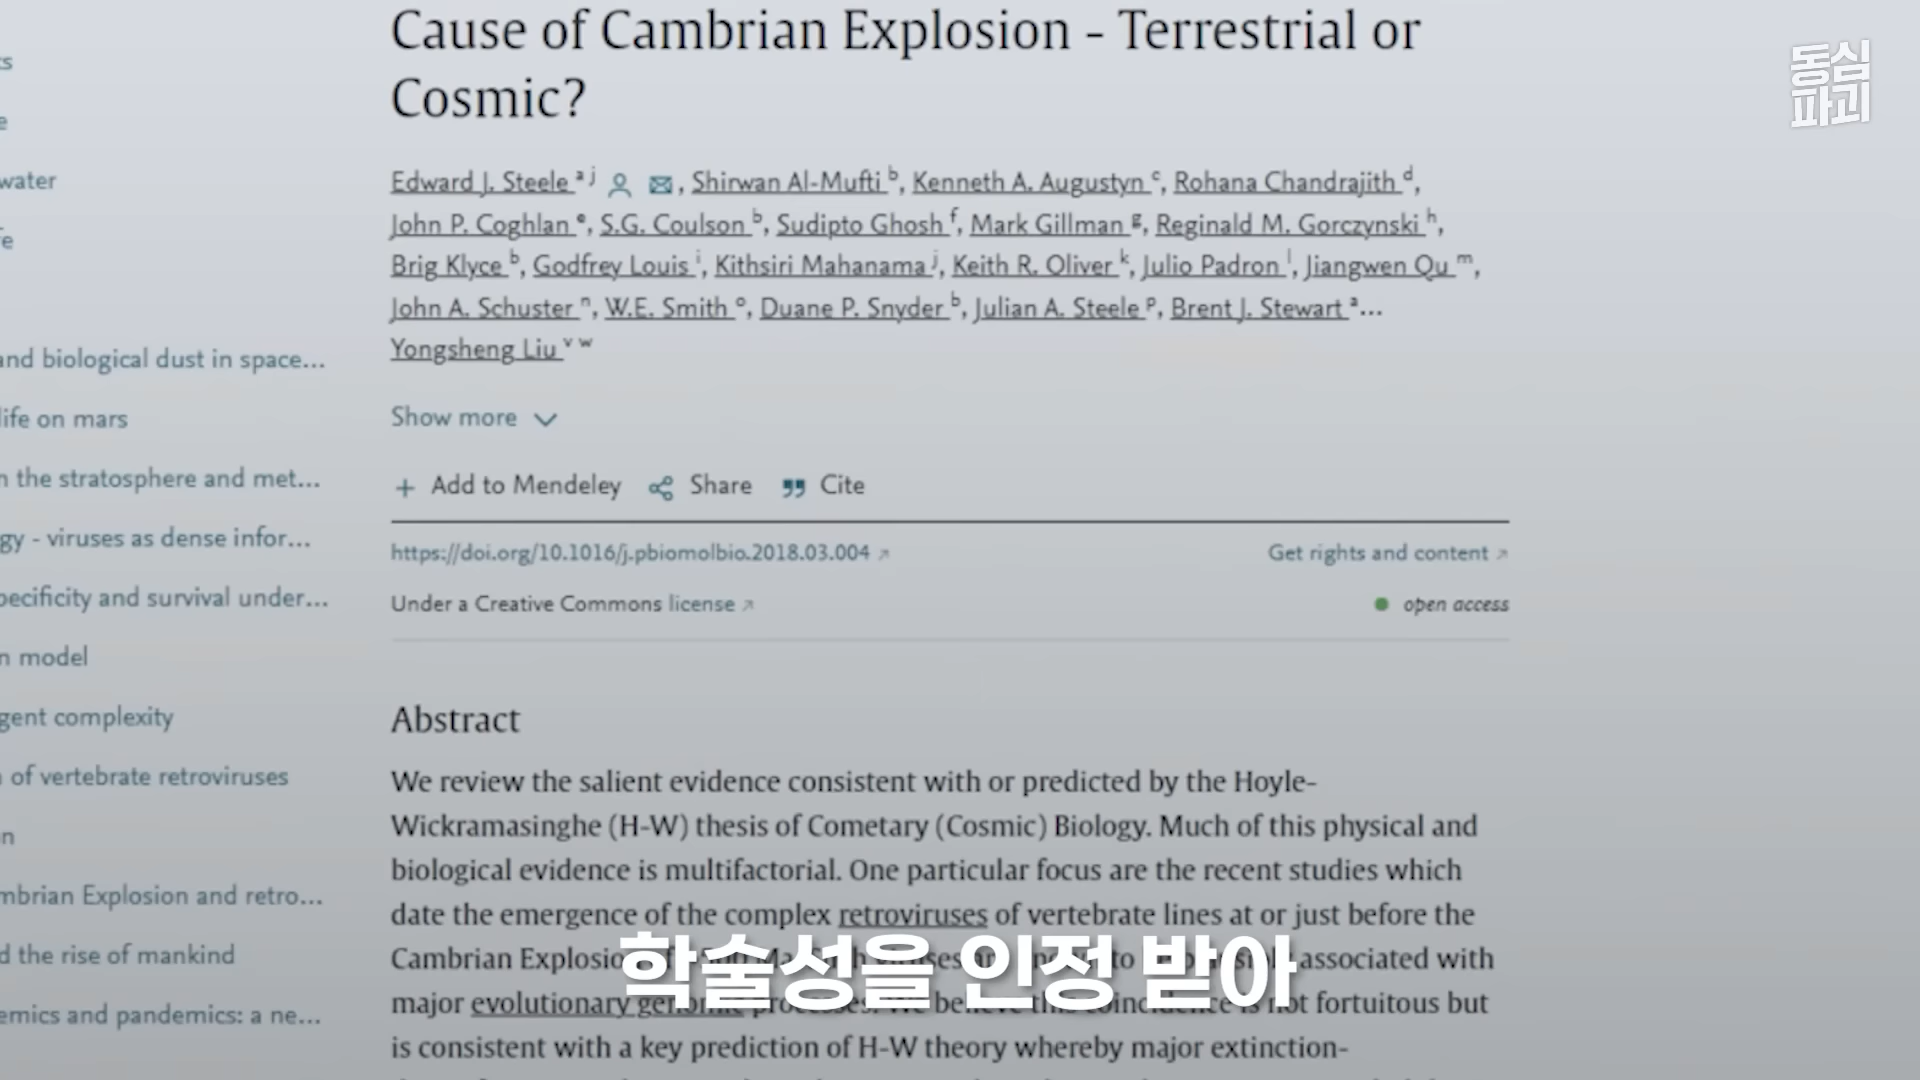 Cause of Cambrian Explosion - Terrestrial or
Cosmic?
동심
파괴
Edward J. Steele a j , Shirwan Al-Mufti b, Kenneth A. Augustyn c, Rohana Chandrajith d,
John P. Coghlan e, S.G. Coulson b, Sudipto Ghosh f, Mark Gillman g, Reginald M. Gorczynski h,
Brig Klyce b, Godfrey Louis i, Kithsiri Mahanama j, Keith R. Oliver k, Julio Padron l, Jiangwen Qu m,
John A. Schuster n, W.E. Smith o, Duane P. Snyder b, Julian A. Steele p, Brent J. Stewart a...
Yongsheng Liu v w
Show more
+ Add to Mendeley Share Cite
https://doi.org/10.1016/j.pbiomolbio.2018.03.004 ↗ Get rights and content ↗
Under a Creative Commons license ↗ open access
Abstract
We review the salient evidence consistent with or predicted by the Hoyle-
Wickramasinghe (H-W) thesis of Cometary (Cosmic) Biology. Much of this physical and
biological evidence is multifactorial. One particular focus are the recent studies which
date the emergence of the complex retroviruses of vertebrate lines at or just before the
Cambrian associated with
major evolutionary not fortuitous but
is consistent with a key prediction of H-W theory whereby major extinction-
학술성을 인정 받아
water
and biological dust in space...
life on mars
the stratosphere and met...
- viruses as dense infor...
and survival under...
model
complexity
of vertebrate retroviruses
Explosion and retro...
the rise of mankind
and pandemics: a ne...